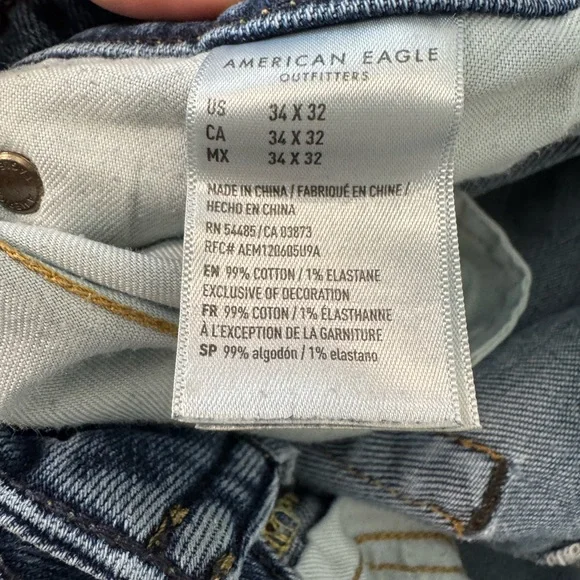 AMERICAN EAGLE
OUTFITTERS
US 34 X 32
CA 34 X 32
MX 34 X 32
MADE IN CHINA / FABRIQUÉ EN CHINE /
HECHO EN CHINA
RN 54485 / CA 03873
RFC# AEM120605U9A
EN 99% COTTON / 1% ELASTANE
EXCLUSIVE OF DECORATION
FR 99% COTON / 1% ÉLASTHANNE
À L'EXCEPTION DE LA GARNITURE
SP 99% algodón / 1% elastano